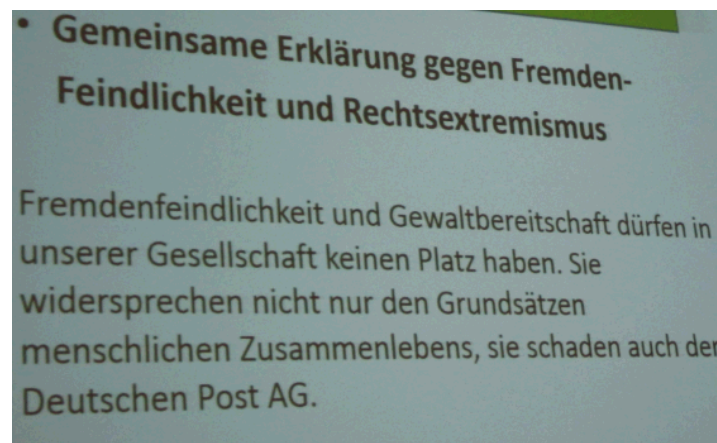 • Gemeinsame Erklärung gegen Fremden-
Feindlichkeit und Rechtsextremismus
Fremdenfeindlichkeit und Gewaltbereitschaft dürfen in
unserer Gesellschaft keinen Platz haben. Sie
widersprechen nicht nur den Grundsätzen
menschlichen Zusammenlebens, sie schaden auch der
Deutschen Post AG.